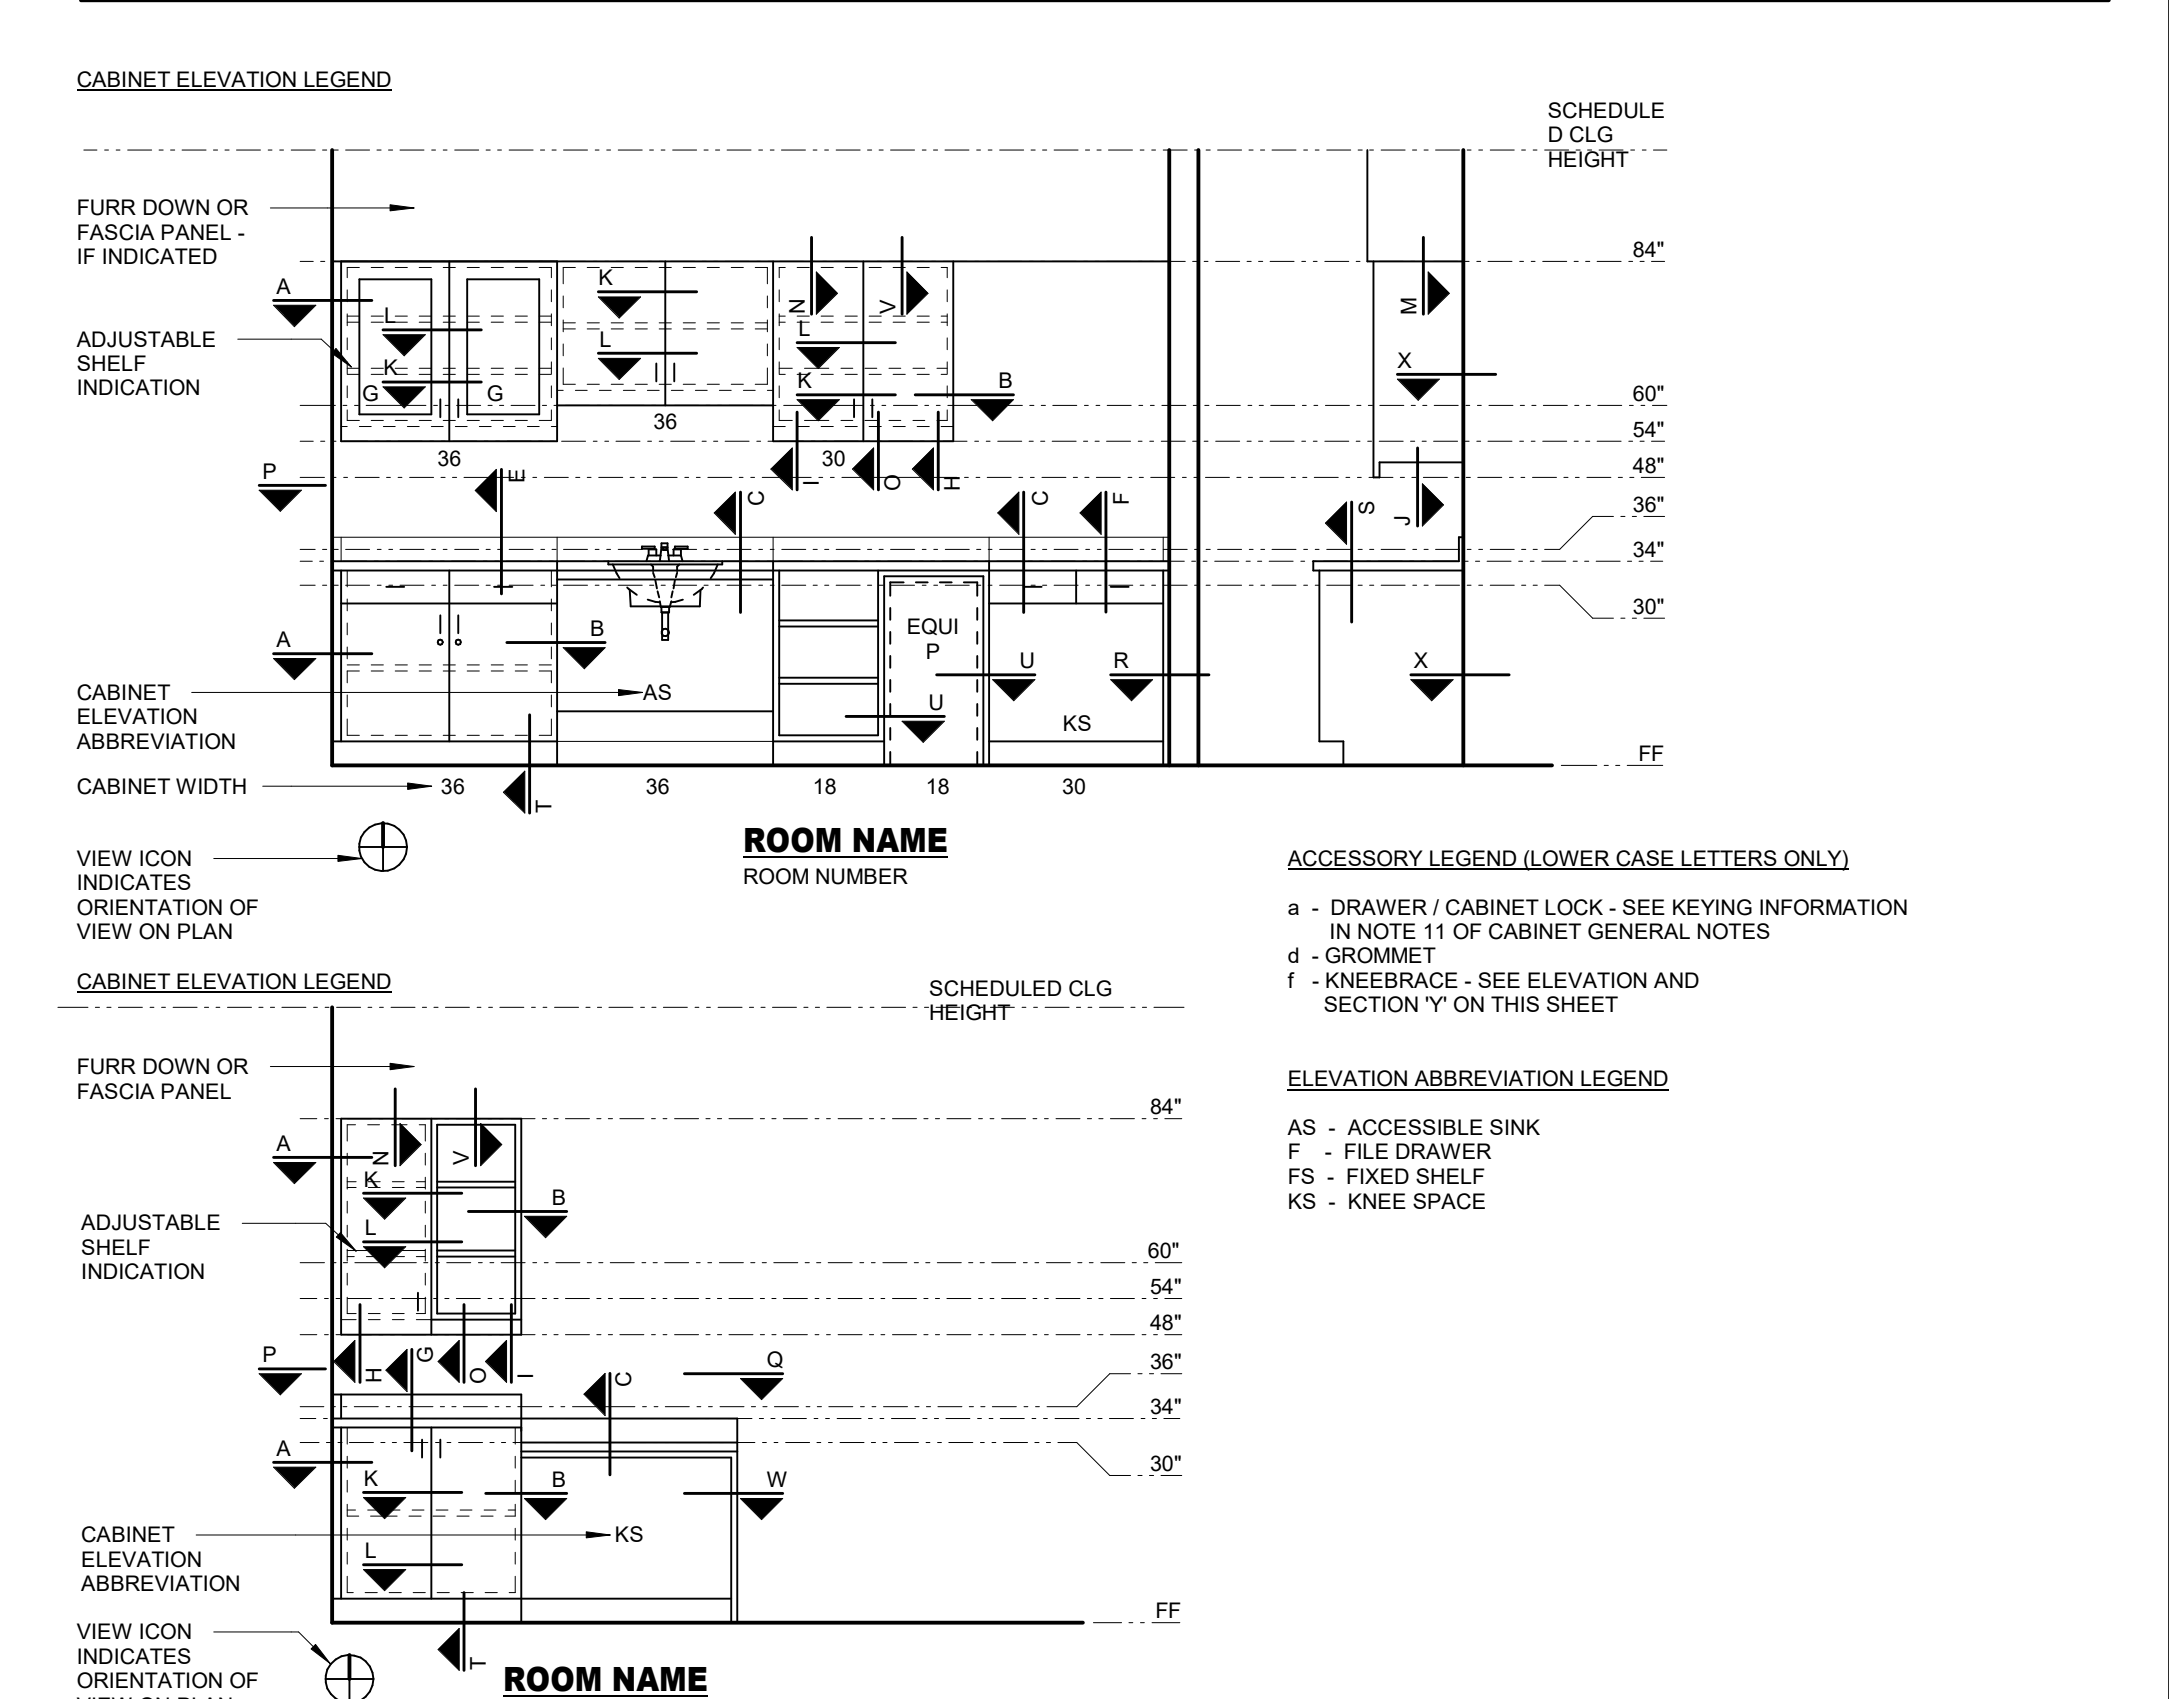 CABINET ELEVATION LEGEND
SCHEDULE
D CLG
HEIGHT
FURR DOWN OR
FASCIA PANEL -
IF INDICATED
84"
A
K
N
V
M
L
L
L
ADJUSTABLE
SHELF
INDICATION
K
G
G
K
B
X
60"
36
54"
36
30
48"
P
E
I
O
H
C
C
F
S
J
36"
34"
30"
A
B
EQUI
P
U
R
X
CABINET
ELEVATION
ABBREVIATION
AS
U
KS
FF
CABINET WIDTH
36
T
36
18
18
30
ROOM NAME
ROOM NUMBER
VIEW ICON
INDICATES
ORIENTATION OF
VIEW ON PLAN
ACCESSORY LEGEND (LOWER CASE LETTERS ONLY)
a - DRAWER / CABINET LOCK - SEE KEYING INFORMATION
IN NOTE 11 OF CABINET GENERAL NOTES
d - GROMMET
f - KNEEBRACE - SEE ELEVATION AND
SECTION 'Y' ON THIS SHEET
ELEVATION ABBREVIATION LEGEND
AS - ACCESSIBLE SINK
F - FILE DRAWER
FS - FIXED SHELF
KS - KNEE SPACE
CABINET ELEVATION LEGEND
SCHEDULED CLG
HEIGHT
FURR DOWN OR
FASCIA PANEL
84"
A
N
V
K
B
L
ADJUSTABLE
SHELF
INDICATION
60"
54"
48"
P
H
G
O
I
C
Q
36"
34"
30"
A
K
B
W
CABINET
ELEVATION
ABBREVIATION
KS
L
FF
T
VIEW ICON
INDICATES
ORIENTATION OF
VIEW ON PLAN
ROOM NAME